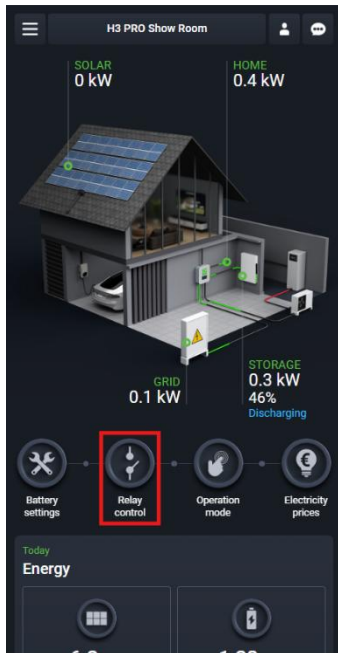 H3 PRO Show Room
SOLAR
0 kW
HOME
0.4 kW
GRID
0.1 kW
STORAGE
0.3 kW
46%
Discharging
Battery
settings
Relay
control
Operation
mode
Electricity
prices
Today
Energy